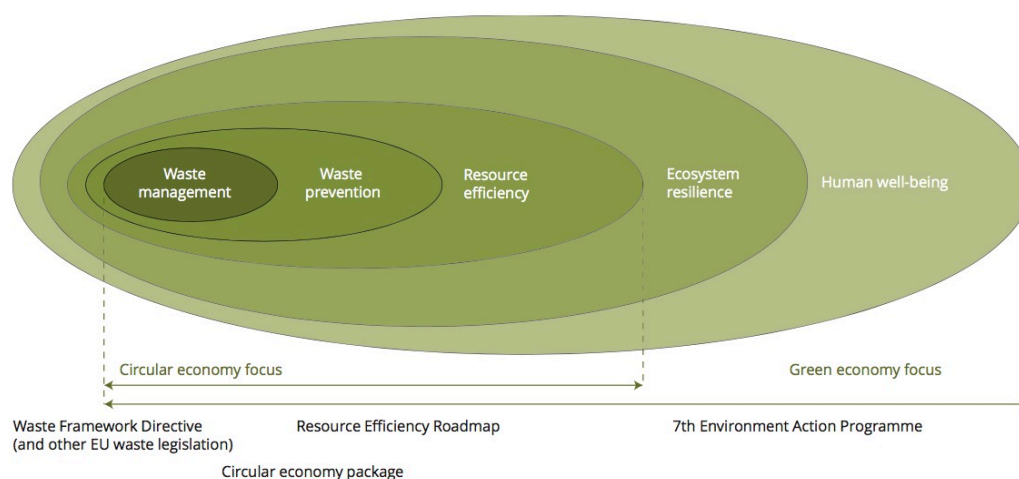 Waste
management
Waste
prevention
Resource
efficiency
Ecosystem
resilience
Human well-being
Circular economy focus
Green economy focus
Waste Framework Directive
(and other EU waste legislation)
Resource Efficiency Roadmap
7th Environment Action Programme
Circular economy package